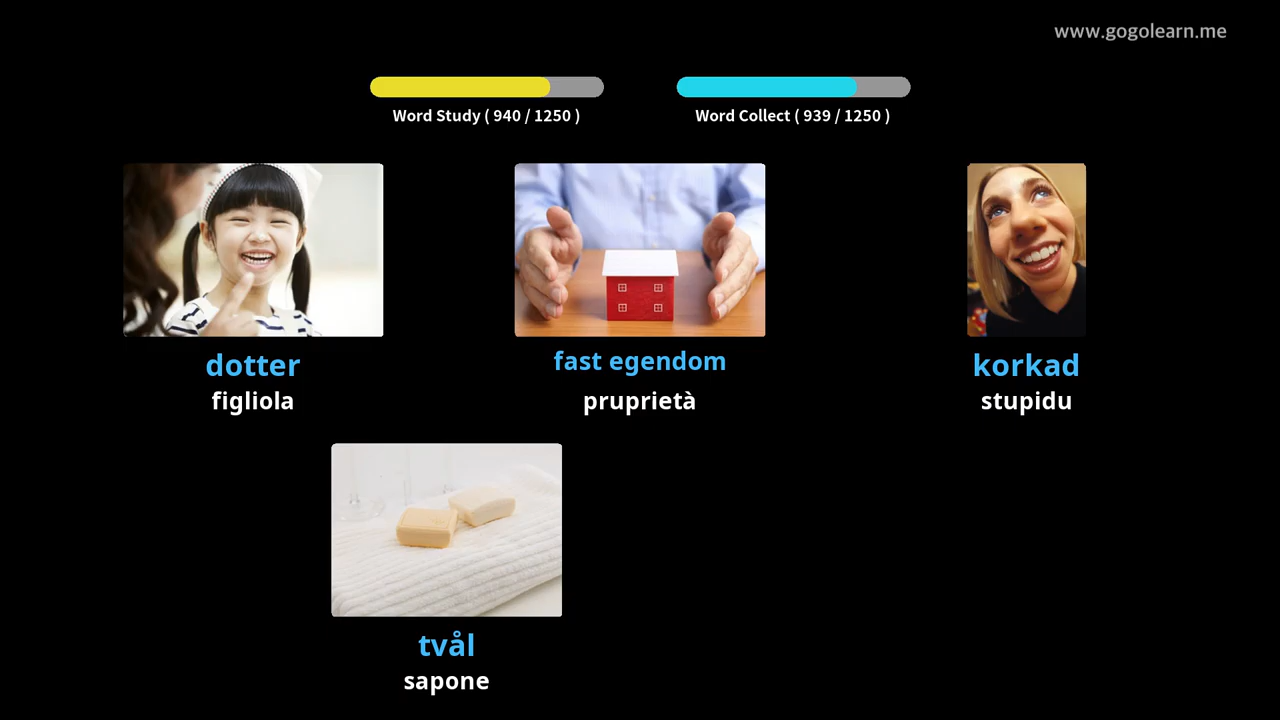 www.gogolearn.me
Word Study ( 940 / 1250 )
Word Collect ( 939 / 1250 )
dotter
figliola
fast egendom
pruprietà
korkad
stupidu
tvål
sapone